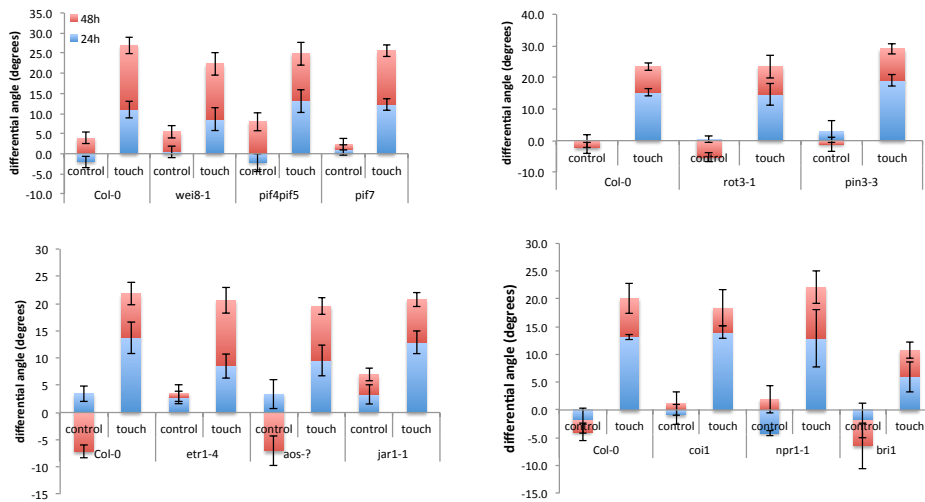 differential angle (degrees)
35.0
30.0
25.0
20.0
15.0
10.0
5.0
0.0
-5.0
-10.0
48h
24h
control touch control touch control touch control touch
Col-0 wei8-1 pif4pif5 pif7
differential angle (degrees)
40.0
30.0
20.0
10.0
0.0
-10.0
control touch control touch control touch
Col-0 rot3-1 pin3-3
differential angle (degrees)
30
25
20
15
10
5
0
-5
-10
-15
control touch control touch control touch control touch
Col-0 etr1-4 aos-? jar1-1
differential angle (degrees)
30.0
25.0
20.0
15.0
10.0
5.0
0.0
-5.0
-10.0
-15.0
control touch control touch control touch control touch
Col-0 coi1 npr1-1 bri1